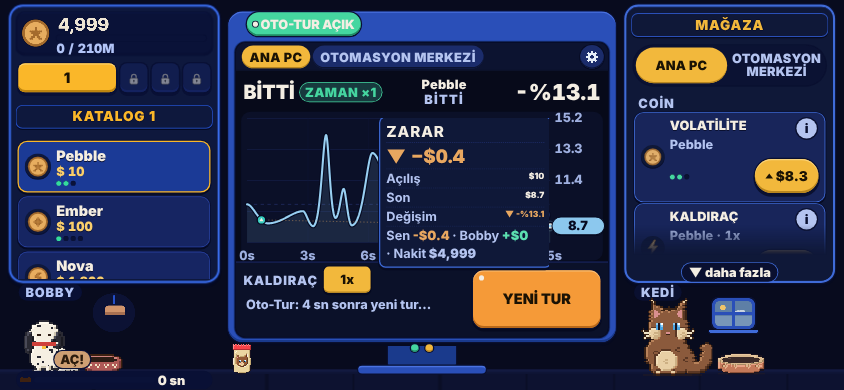 4,999
0 / 210M
1
KATALOG 1
Pebble
$ 10
Ember
$ 100
Nova
BOBBY
AÇ!
0 sn
OTO-TUR AÇIK
ANA PC
OTOMASYON MERKEZİ
BİTTİ
ZAMAN ×1
Pebble
BİTTİ
-%13.1
15.2
13.3
11.4
8.7
0s
3s
6s
5s
ZARAR
▼ −$0.4
Açılış $10
Son $8.7
Değişim ▼ -%13.1
Sen -$0.4 · Bobby +$0
· Nakit $4,999
KALDIRAÇ 1x
Oto-Tur: 4 sn sonra yeni tur...
YENİ TUR
MAĞAZA
ANA PC
OTOMASYON
MERKEZİ
COİN
VOLATİLİTE
i
Pebble
▲ $8.3
KALDIRAÇ
i
Pebble · 1x
▼ daha fazla
KEDİ